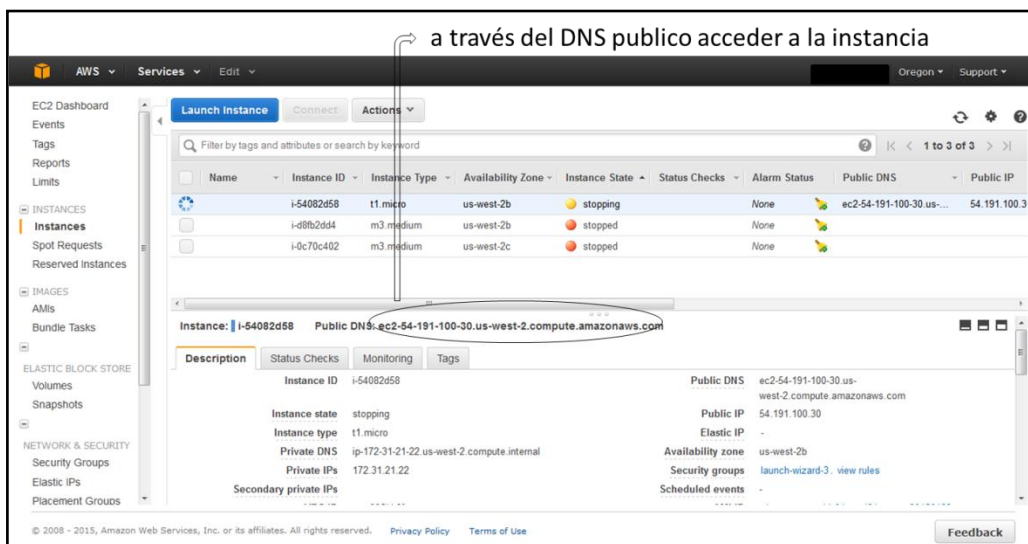 a través del DNS publico acceder a la instancia
AWS Services Edit Oregon Support
EC2 Dashboard
Events
Tags
Reports
Limits
INSTANCES
Instances
Spot Requests
Reserved Instances
IMAGES
AMIs
Bundle Tasks
ELASTIC BLOCK STORE
Volumes
Snapshots
NETWORK & SECURITY
Security Groups
Elastic IPs
Placement Groups
Launch Instance Connect Actions
Filter by tags and attributes or search by keyword 1 to 3 of 3
Name Instance ID Instance Type Availability Zone Instance State Status Checks Alarm Status Public DNS Public IP
i-54082d58 t1.micro us-west-2b stopping None ec2-54-191-100-30.us-... 54.191.100.3
i-d8fb2dd4 m3.medium us-west-2b stopped None
i-0c70c402 m3.medium us-west-2c stopped None
Instance: i-54082d58 Public DNS: ec2-54-191-100-30.us-west-2.compute.amazonaws.com
Description Status Checks Monitoring Tags
Instance ID i-54082d58 Public DNS ec2-54-191-100-30.us-
west-2.compute.amazonaws.com
Instance state stopping Public IP 54.191.100.30
Instance type t1.micro Elastic IP -
Private DNS ip-172-31-21-22.us-west-2.compute.internal Availability zone us-west-2b
Private IPs 172.31.21.22 Security groups launch-wizard-3. view rules
Secondary private IPs Scheduled events -
© 2008 - 2015, Amazon Web Services, Inc. or its affiliates. All rights reserved. Privacy Policy Terms of Use Feedback